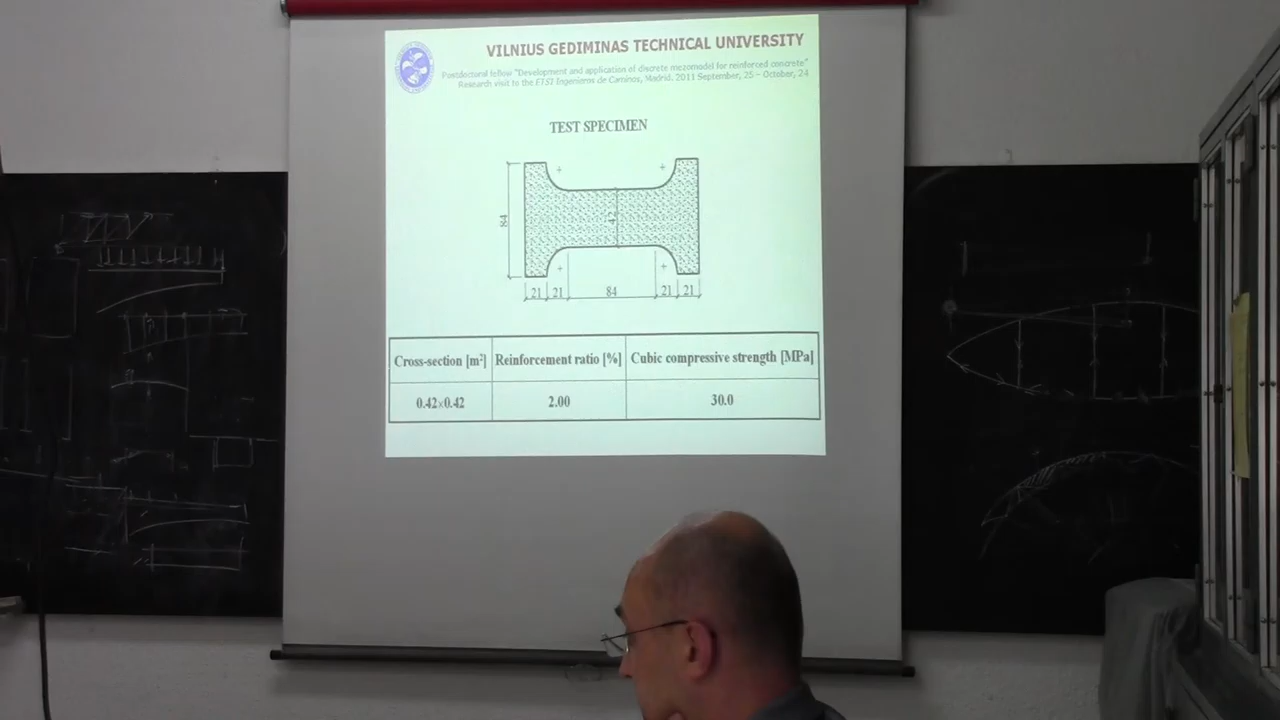 VILNIUS GEDIMINAS TECHNICAL UNIVERSITY
Postdoctoral fellow "Development and application of discrete mezomodel for reinforced concrete"
Research visit to the ETSI Ingenieros de Caminos, Madrid. 2011 September, 25 – October, 24
TEST SPECIMEN
84
42
21 21 84 21 21
Cross-section [m²] Reinforcement ratio [%] Cubic compressive strength [MPa]
0.42×0.42 2.00 30.0